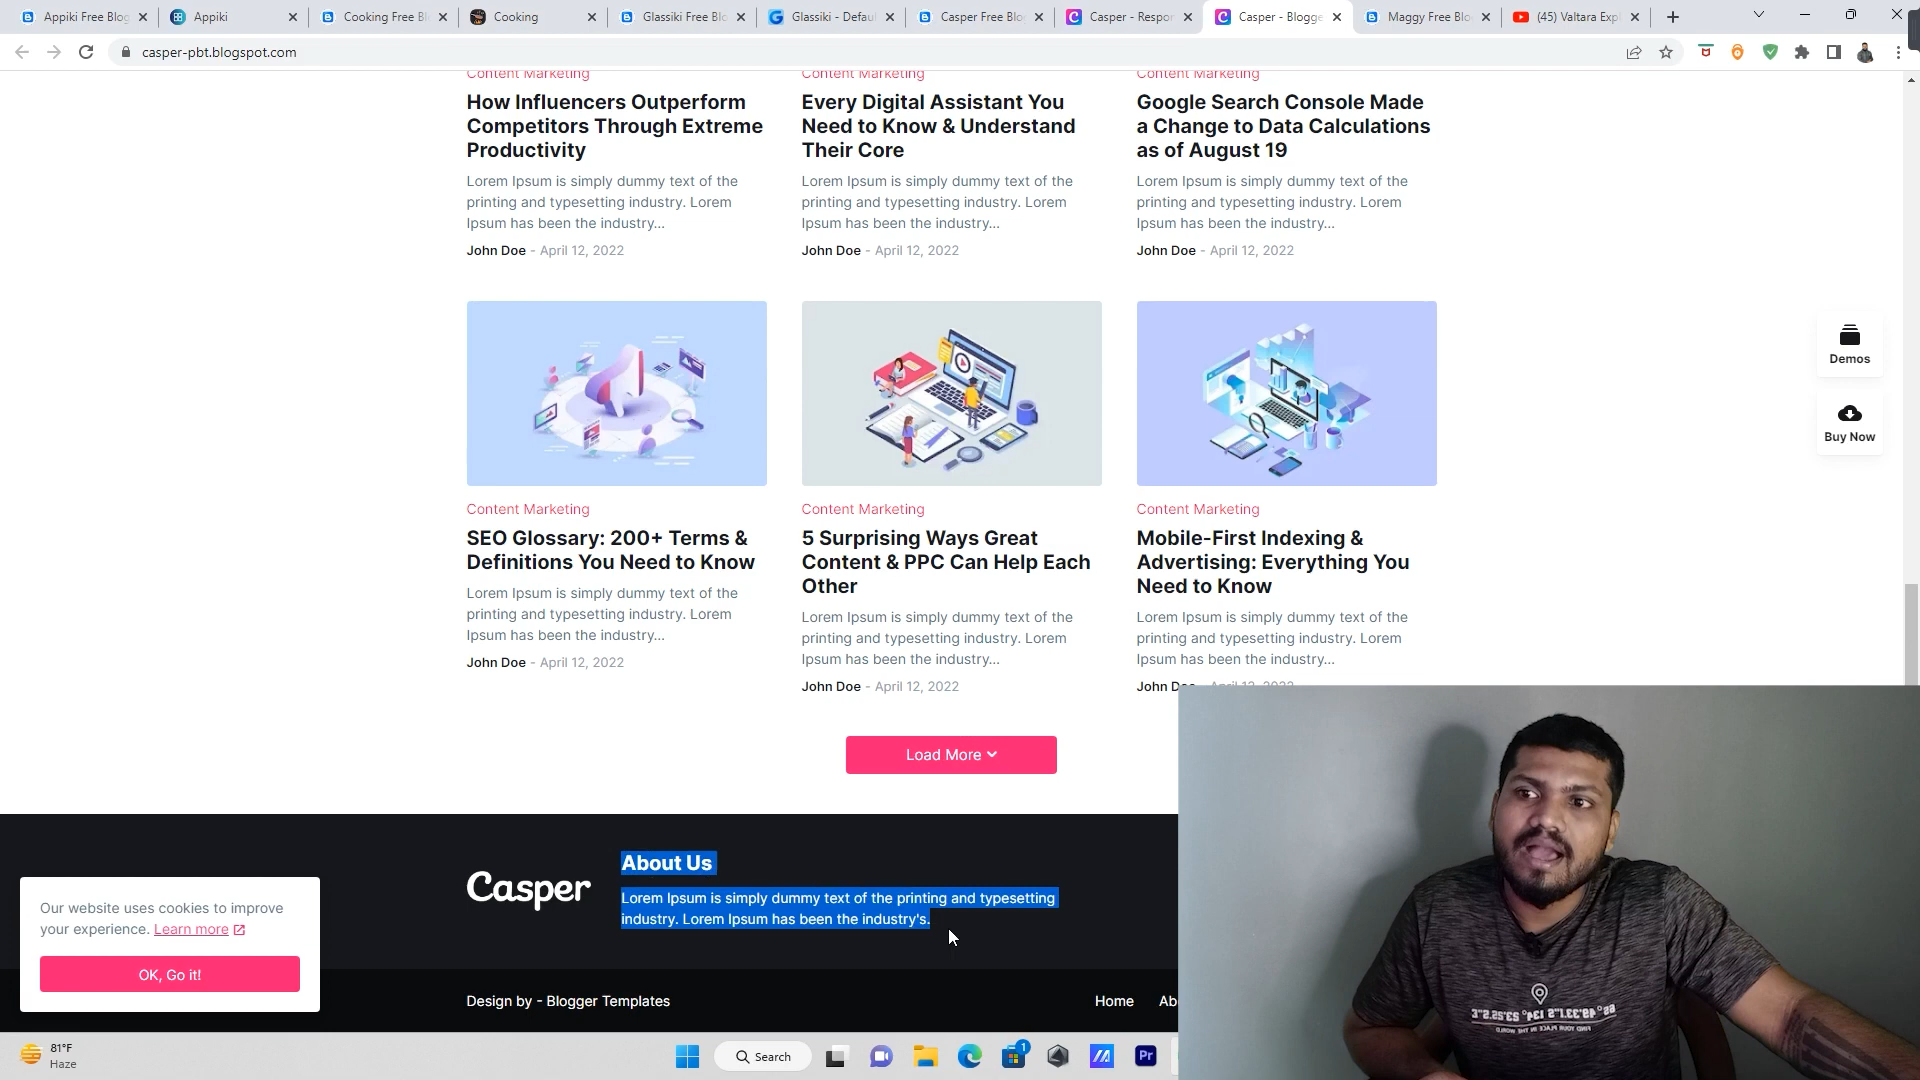 Appiki Free Blog
Appiki
Cooking Free Bl
Cooking
Glassiki Free Blo
Glassiki - Defau
Casper Free Blo
Casper - Respon
Casper - Blogge
Maggy Free Blo
(45) Valtara Exp
casper-pbt.blogspot.com
Content Marketing
Content Marketing
Content Marketing
How Influencers Outperform
Competitors Through Extreme
Productivity
Every Digital Assistant You
Need to Know & Understand
Their Core
Google Search Console Made
a Change to Data Calculations
as of August 19
Lorem Ipsum is simply dummy text of the
printing and typesetting industry. Lorem
Ipsum has been the industry...
Lorem Ipsum is simply dummy text of the
printing and typesetting industry. Lorem
Ipsum has been the industry...
Lorem Ipsum is simply dummy text of the
printing and typesetting industry. Lorem
Ipsum has been the industry...
John Doe - April 12, 2022
John Doe - April 12, 2022
John Doe - April 12, 2022
Demos
Buy Now
Content Marketing
Content Marketing
Content Marketing
SEO Glossary: 200+ Terms &
Definitions You Need to Know
5 Surprising Ways Great
Content & PPC Can Help Each
Other
Mobile-First Indexing &
Advertising: Everything You
Need to Know
Lorem Ipsum is simply dummy text of the
printing and typesetting industry. Lorem
Ipsum has been the industry...
Lorem Ipsum is simply dummy text of the
printing and typesetting industry. Lorem
Ipsum has been the industry...
Lorem Ipsum is simply dummy text of the
printing and typesetting industry. Lorem
Ipsum has been the industry...
John Doe - April 12, 2022
John Doe - April 12, 2022
John Doe - April 12, 2022
Load More
Casper
About Us
Lorem Ipsum is simply dummy text of the printing and typesetting
industry. Lorem Ipsum has been the industry's.
Our website uses cookies to improve
your experience. Learn more
OK, Go it!
Design by - Blogger Templates
Home
Ab
81°F
Haze
Search
1
Pr